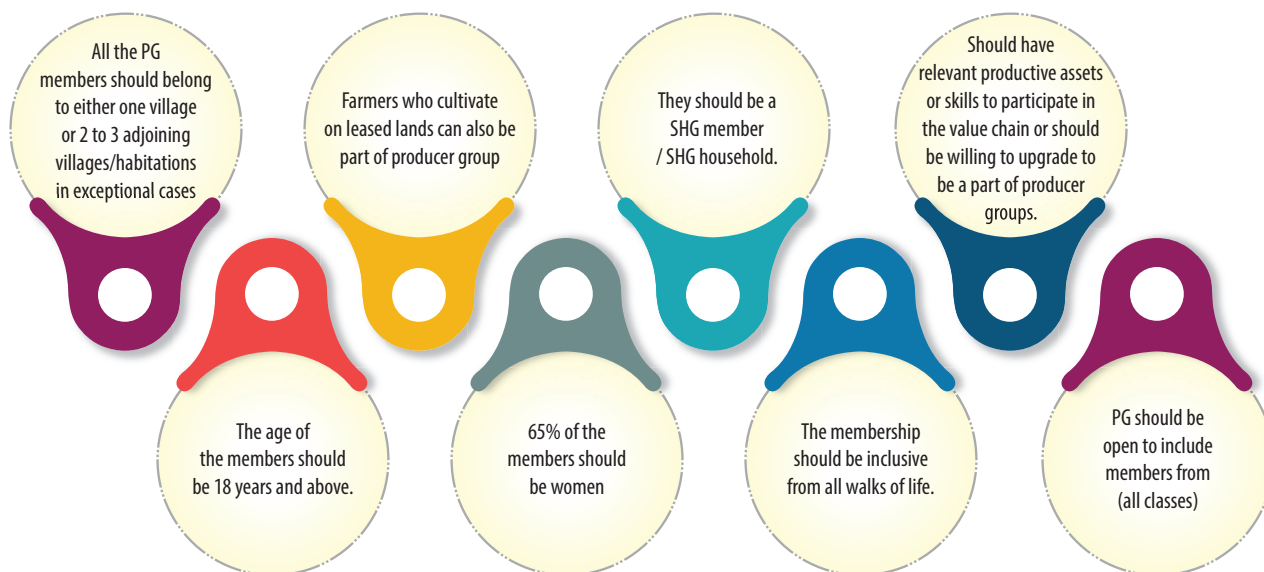 All the PG
members should belong
to either one village
or 2 to 3 adjoining
villages/habitations
in exceptional cases
The age of
the members should
be 18 years and above.
Farmers who cultivate
on leased lands can also be
part of producer group
65% of the
members should
be women
They should be a
SHG member
/ SHG household.
The membership
should be inclusive
from all walks of life.
Should have
relevant productive assets
or skills to participate in
the value chain or should
be willing to upgrade to
be a part of producer
groups.
PG should be
open to include
members from
(all classes)